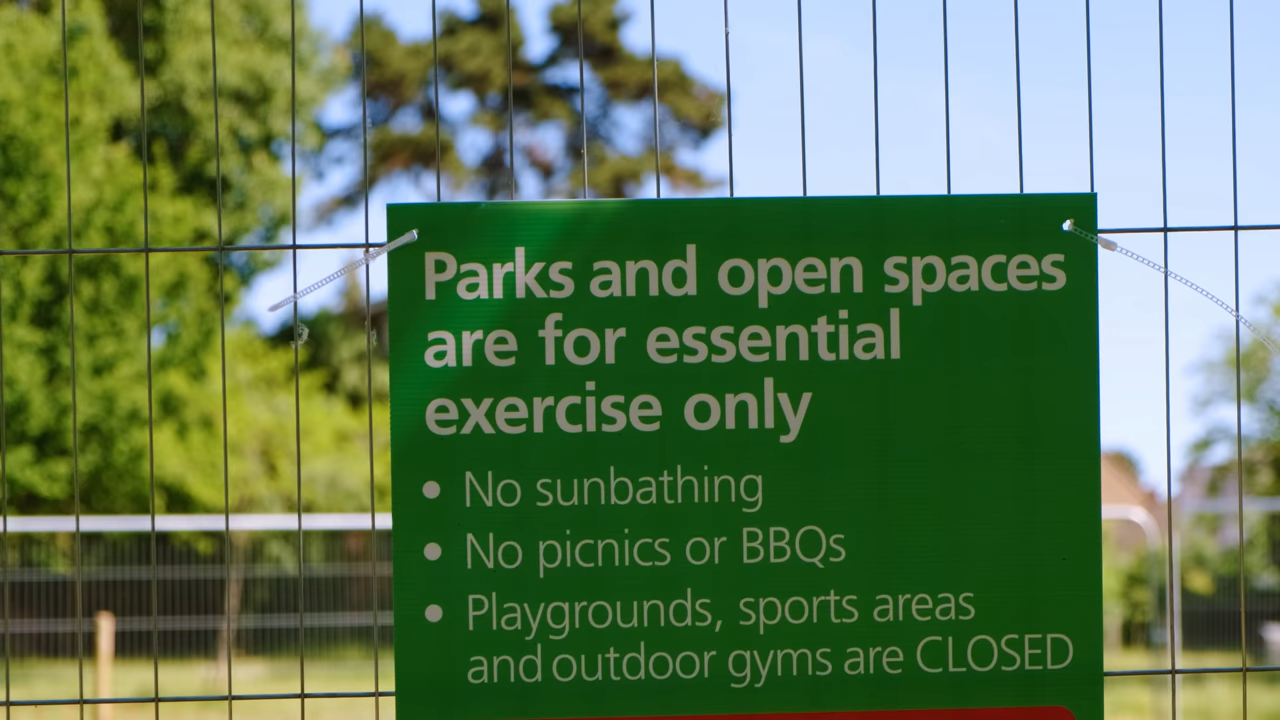 Parks and open spaces
are for essential
exercise only
• No sunbathing
• No picnics or BBQs
• Playgrounds, sports areas
and outdoor gyms are CLOSED